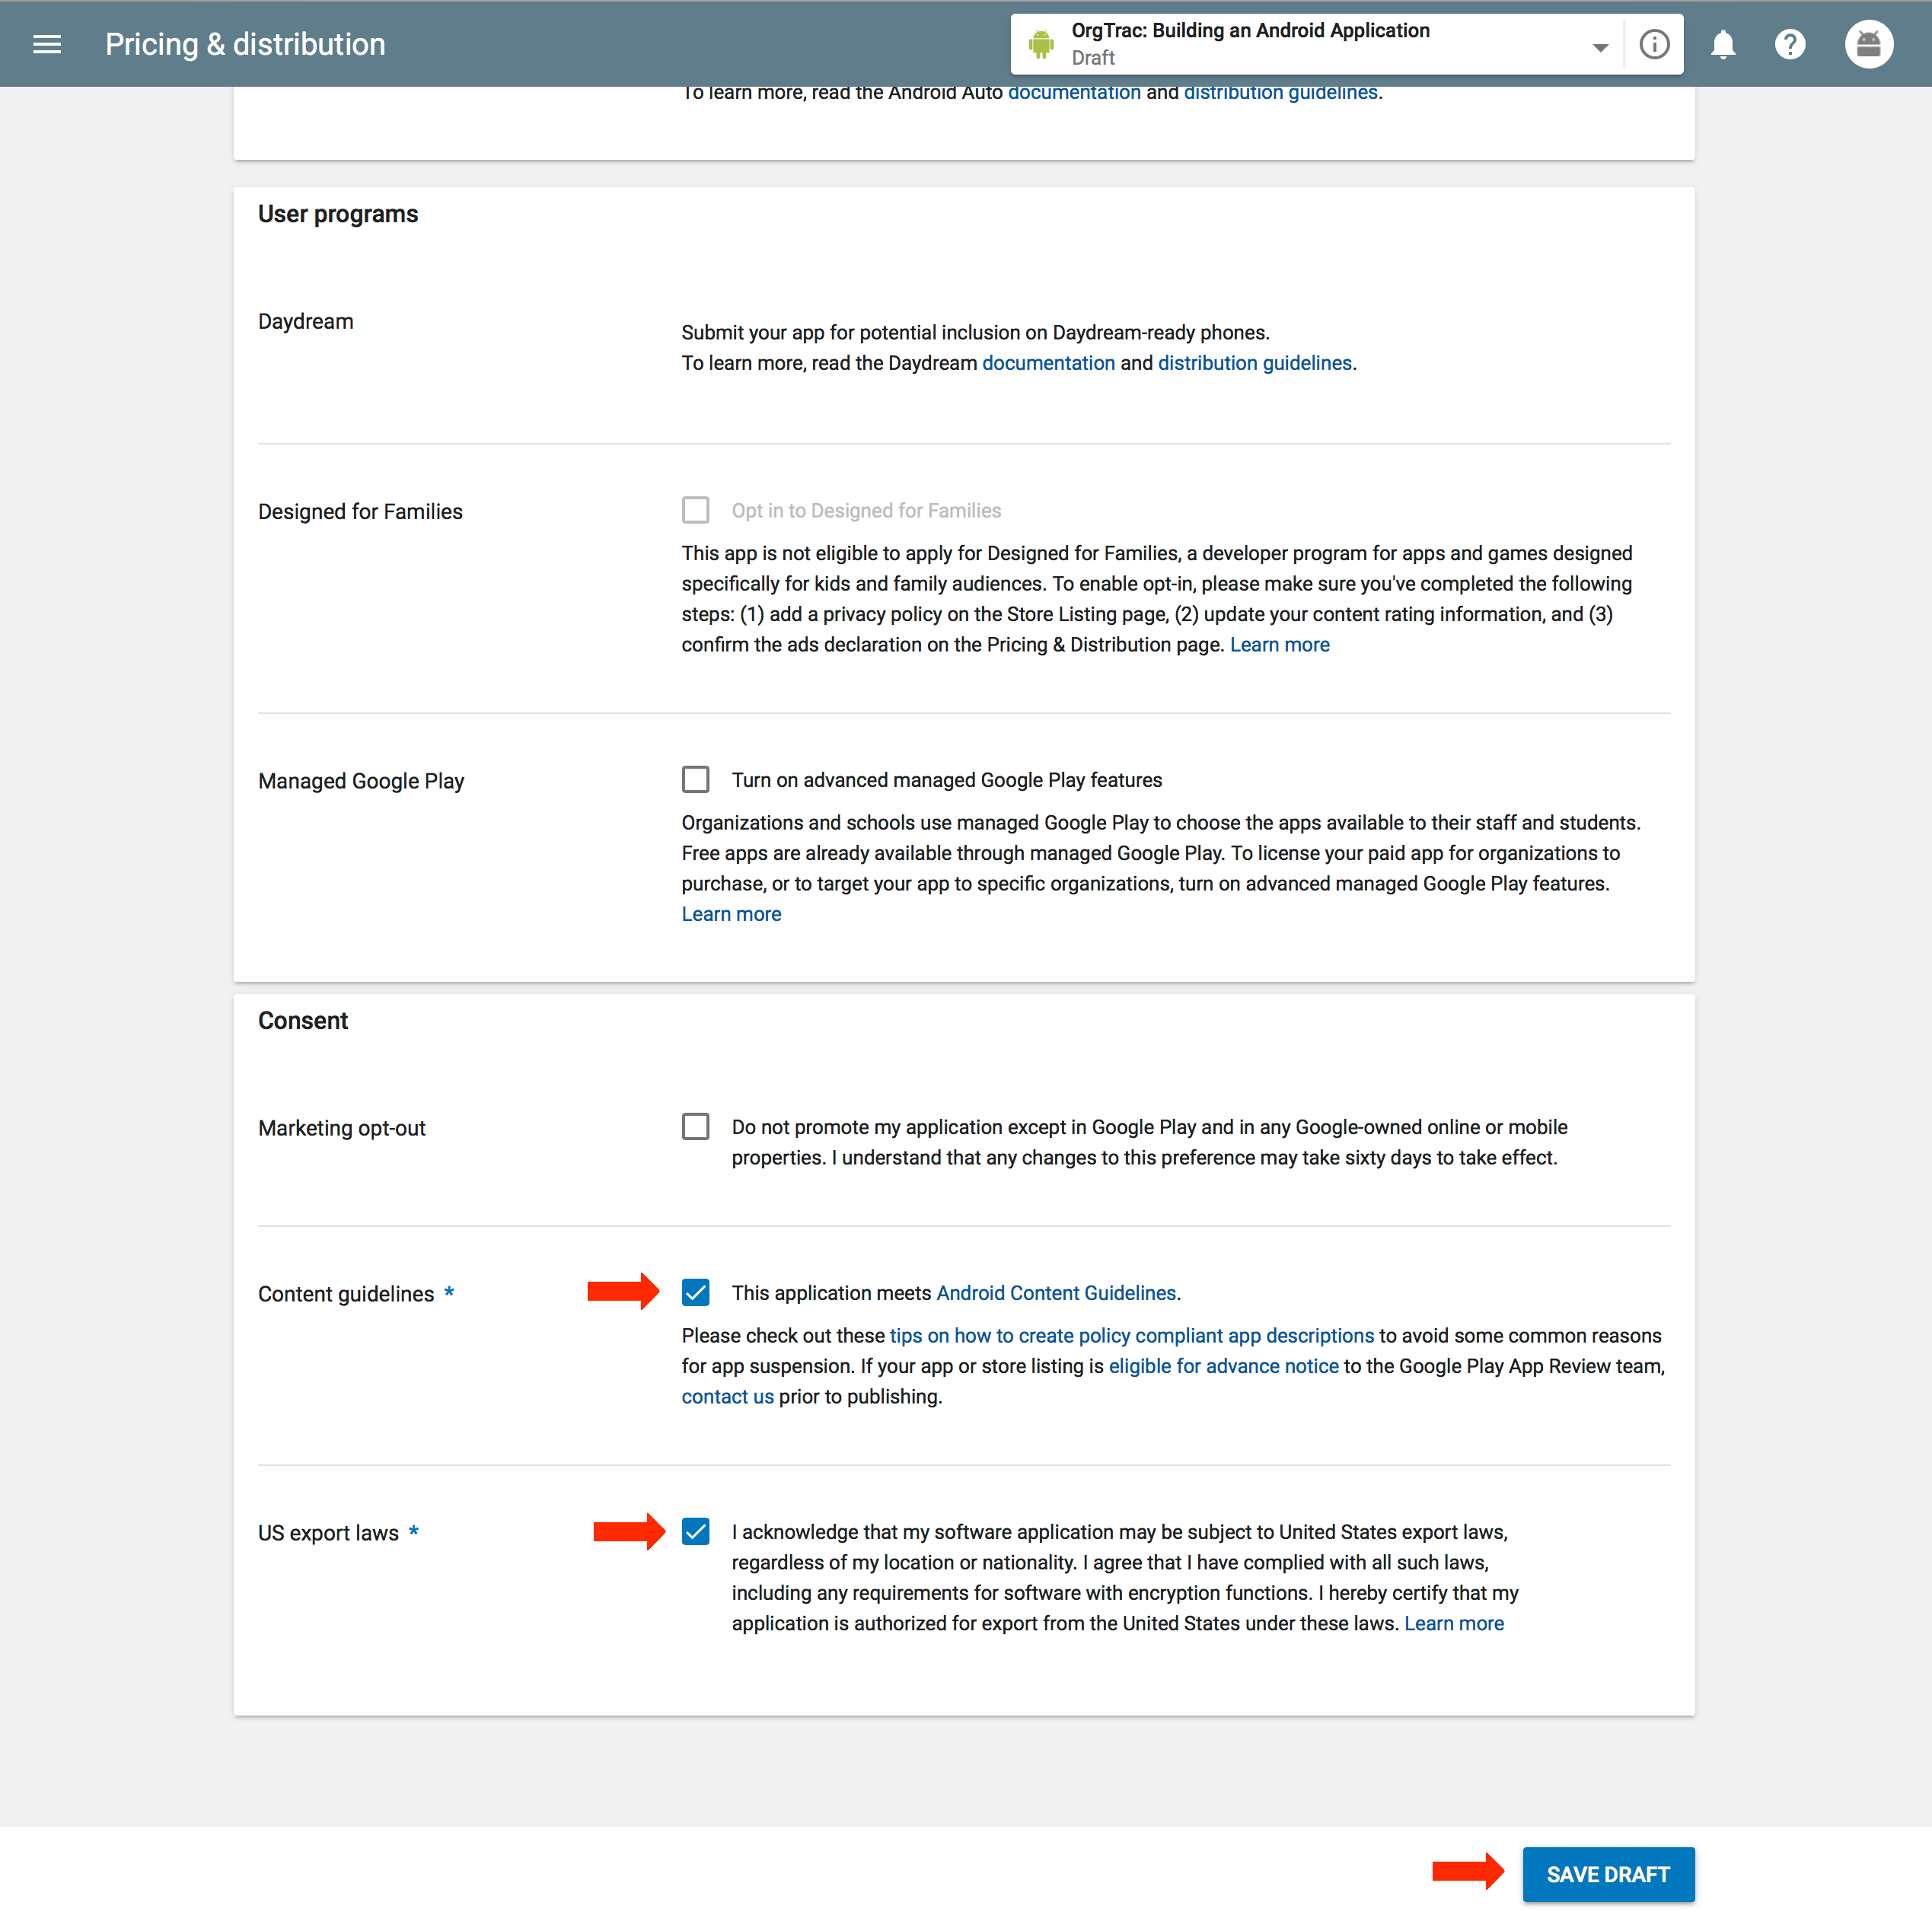 Pricing & distribution
OrgTrac: Building an Android Application
Draft
To learn more, read the Android Auto documentation and distribution guidelines.
User programs
Daydream
Submit your app for potential inclusion on Daydream-ready phones.
To learn more, read the Daydream documentation and distribution guidelines.
Designed for Families
Opt in to Designed for Families
This app is not eligible to apply for Designed for Families, a developer program for apps and games designed
specifically for kids and family audiences. To enable opt-in, please make sure you've completed the following
steps: (1) add a privacy policy on the Store Listing page, (2) update your content rating information, and (3)
confirm the ads declaration on the Pricing & Distribution page. Learn more
Managed Google Play
Turn on advanced managed Google Play features
Organizations and schools use managed Google Play to choose the apps available to their staff and students.
Free apps are already available through managed Google Play. To license your paid app for organizations to
purchase, or to target your app to specific organizations, turn on advanced managed Google Play features.
Learn more
Consent
Marketing opt-out
Do not promote my application except in Google Play and in any Google-owned online or mobile
properties. I understand that any changes to this preference may take sixty days to take effect.
Content guidelines *
This application meets Android Content Guidelines.
Please check out these tips on how to create policy compliant app descriptions to avoid some common reasons
for app suspension. If your app or store listing is eligible for advance notice to the Google Play App Review team,
contact us prior to publishing.
US export laws *
I acknowledge that my software application may be subject to United States export laws,
regardless of my location or nationality. I agree that I have complied with all such laws,
including any requirements for software with encryption functions. I hereby certify that my
application is authorized for export from the United States under these laws. Learn more
SAVE DRAFT